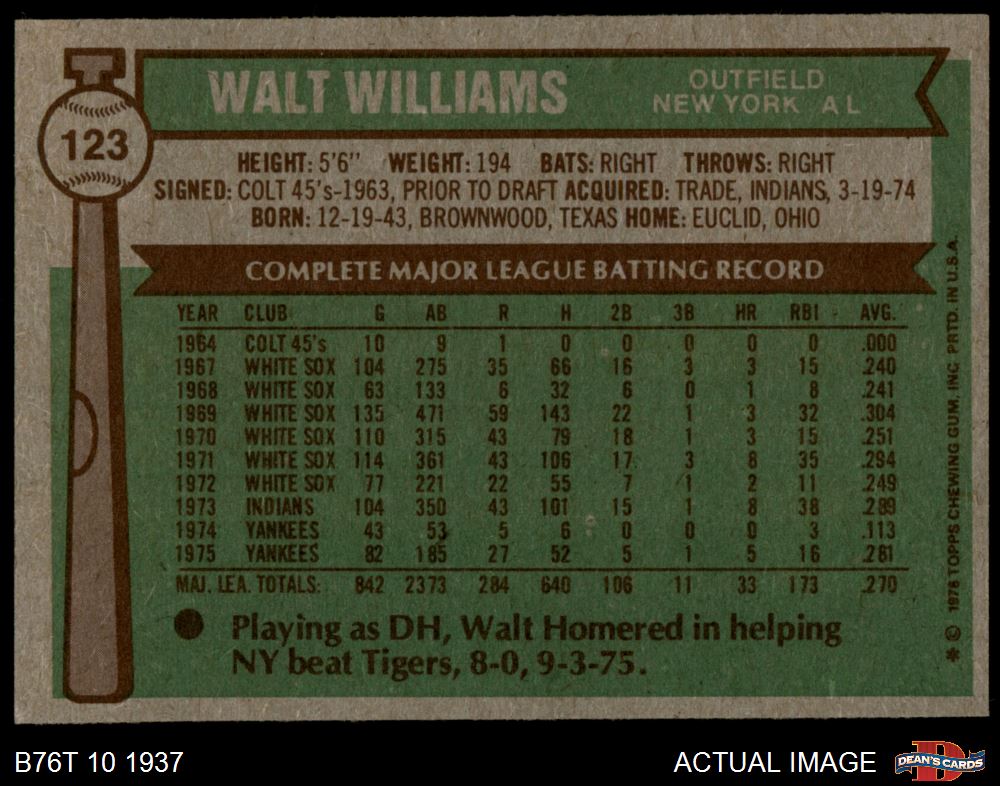 WALT WILLIAMS
OUTFIELD
NEW YORK A L
123
HEIGHT: 5'6" WEIGHT: 194 BATS: RIGHT THROWS: RIGHT
SIGNED: COLT 45's-1963, PRIOR TO DRAFT ACQUIRED: TRADE, INDIANS, 3-19-74
BORN: 12-19-43, BROWNWOOD, TEXAS HOME: EUCLID, OHIO
COMPLETE MAJOR LEAGUE BATTING RECORD
YEAR CLUB G AB R H 2B 3B HR RBI AVG.
1964 COLT 45's 10 9 1 0 0 0 0 0 .000
1967 WHITE SOX 104 275 35 66 16 3 3 15 .240
1968 WHITE SOX 63 133 6 32 6 0 1 8 .241
1969 WHITE SOX 135 471 59 143 22 1 3 32 .304
1970 WHITE SOX 110 315 43 79 18 1 3 15 .251
1971 WHITE SOX 114 361 43 106 17 3 8 35 .294
1972 WHITE SOX 77 221 22 55 7 1 2 11 .249
1973 INDIANS 104 350 43 101 15 1 8 38 .289
1974 YANKEES 43 53 5 6 0 0 0 3 .113
1975 YANKEES 82 185 27 52 5 1 5 16 .281
MAJ. LEA. TOTALS: 842 2373 284 640 106 11 33 173 .270
Playing as DH, Walt Homered in helping
NY beat Tigers, 8-0, 9-3-75.
* © 1976 TOPPS CHEWING GUM, INC. PRTD. IN U.S.A.
B76T 10 1937
ACTUAL IMAGE
DEAN'S CARDS